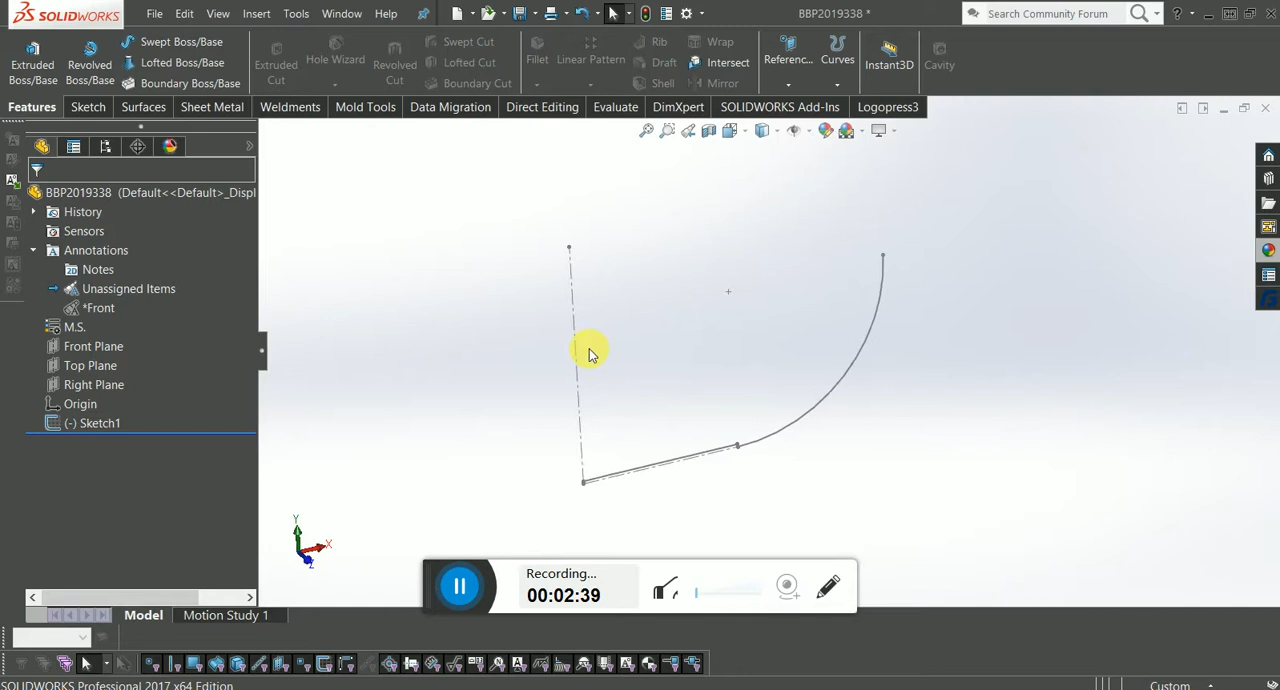 SOLIDWORKS
File Edit View Insert Tools Window Help
BBP2019338 *
Search Community Forum
Extruded Boss/Base
Revolved Boss/Base
Swept Boss/Base
Lofted Boss/Base
Boundary Boss/Base
Extruded Cut
Hole Wizard
Revolved Cut
Swept Cut
Lofted Cut
Boundary Cut
Fillet
Linear Pattern
Rib
Draft
Shell
Wrap
Intersect
Mirror
Referenc...
Curves
Instant3D
Cavity
Features Sketch Surfaces Sheet Metal Weldments Mold Tools Data Migration Direct Editing Evaluate DimXpert SOLIDWORKS Add-Ins Logopress3
BBP2019338 (Default<<Default>_Displ
History
Sensors
Annotations
Notes
Unassigned Items
*Front
M.S.
Front Plane
Top Plane
Right Plane
Origin
(-) Sketch1
Y
X
Z
Recording...
00:02:39
Model Motion Study 1
SOLIDWORKS Professional 2017 x64 Edition
Custom